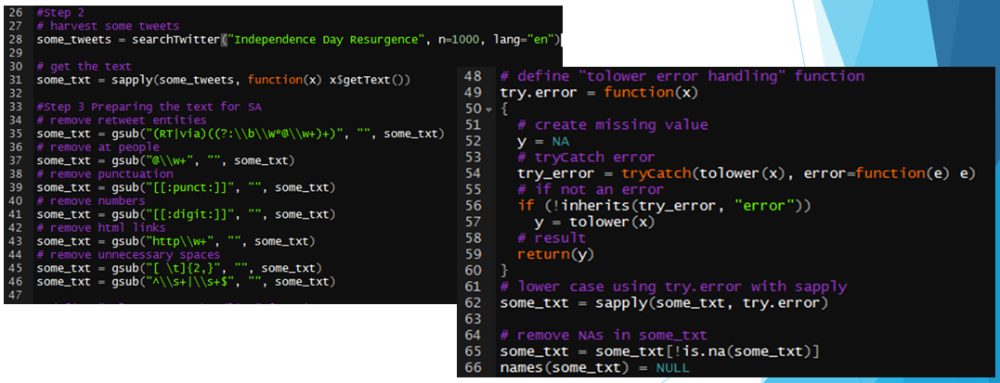 26 #Step 2
27 # harvest some tweets
28 some_tweets = searchTwitter("Independence Day Resurgence", n=1000, lang="en")
29
30 # get the text
31 some_txt = sapply(some_tweets, function(x) x$getText())
32
33 #Step 3 Preparing the text for SA
34 # remove retweet entities
35 some_txt = gsub("(RT|via)((?:\\b\\W*@\\w+)+)", "", some_txt)
36 # remove at people
37 some_txt = gsub("@\\w+", "", some_txt)
38 # remove punctuation
39 some_txt = gsub("[[:punct:]]", "", some_txt)
40 # remove numbers
41 some_txt = gsub("[[:digit:]]", "", some_txt)
42 # remove html links
43 some_txt = gsub("http\\w+", "", some_txt)
44 # remove unnecessary spaces
45 some_txt = gsub("[ \t]{2,}", "", some_txt)
46 some_txt = gsub("^\\s+|\\s+$", "", some_txt)
47
48 # define "tolower error handling" function
49 try.error = function(x)
50 {
51 # create missing value
52 y = NA
53 # tryCatch error
54 try_error = tryCatch(tolower(x), error=function(e) e)
55 # if not an error
56 if (!inherits(try_error, "error"))
57 y = tolower(x)
58 # result
59 return(y)
60 }
61 # lower case using try.error with sapply
62 some_txt = sapply(some_txt, try.error)
63
64 # remove NAs in some_txt
65 some_txt = some_txt[!is.na(some_txt)]
66 names(some_txt) = NULL